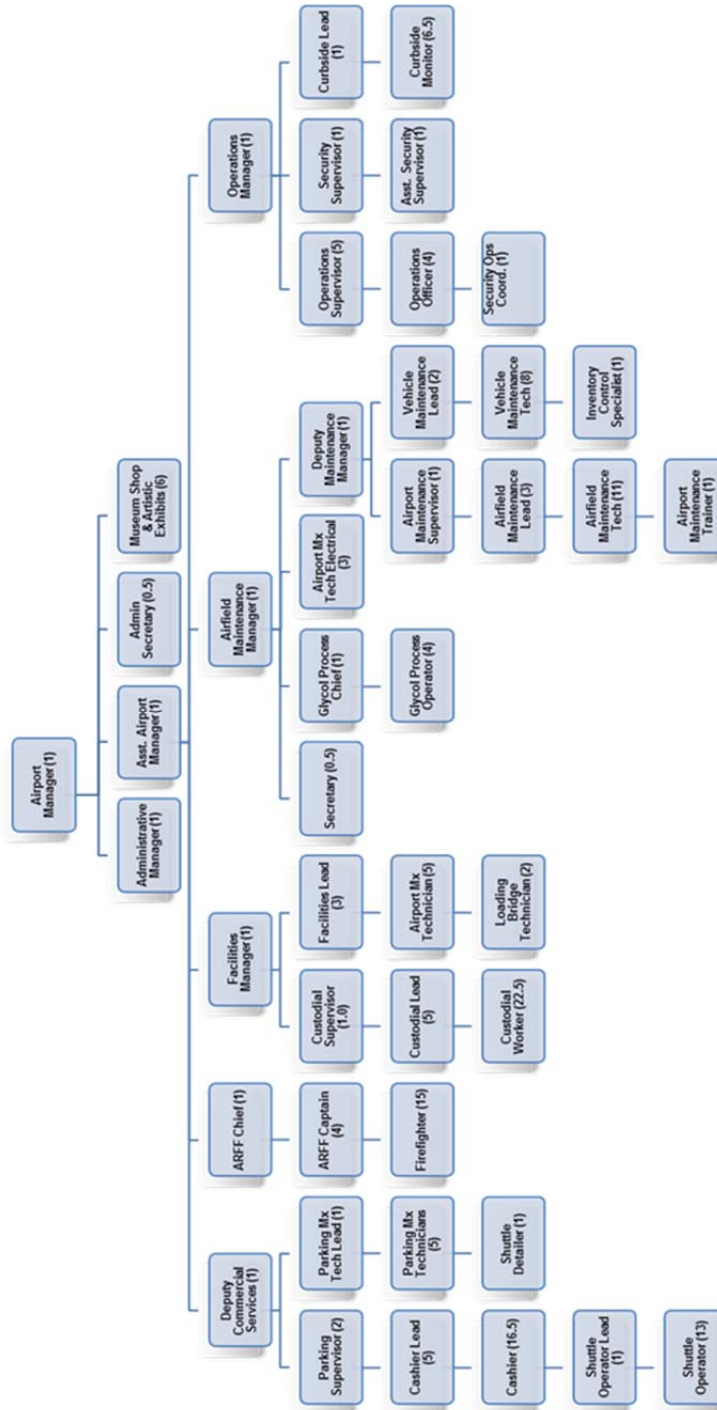 Airport
Manager (1)
Administrative
Manager (1)
Asst. Airport
Manager (1)
Admin
Secretary (0.5)
Museum Shop
& Artistic
Exhibits (6)
Deputy
Commercial
Services (1)
ARFF Chief (1)
Facilities
Manager (1)
Airfield
Maintenance
Manager (1)
Operations
Manager (1)
Parking
Supervisor (2)
Parking Mx
Tech Lead (1)
ARFF Captain
(4)
Custodial
Supervisor
(1.0)
Facilities Lead
(3)
Secretary (0.5)
Glycol Process
Chief (1)
Airport Mx
Tech Electrical
(3)
Deputy
Maintenance
Manager (1)
Operations
Supervisor (5)
Security
Supervisor (1)
Curbside Lead
(1)
Cashier Lead
(5)
Parking Mx
Technicians
(5)
Firefighter (15)
Custodial Lead
(5)
Airport Mx
Technician (5)
Glycol Process
Operator (4)
Airport
Maintenance
Supervisor (1)
Vehicle
Maintenance
Lead (2)
Operations
Officer (4)
Asst. Security
Supervisor (1)
Curbside
Monitor (6.5)
Cashier (16.5)
Shuttle
Detailer (1)
Custodial
Worker (22.5)
Loading
Bridge
Technician (2)
Airfield
Maintenance
Lead (3)
Vehicle
Maintenance
Tech (8)
Security Ops
Coord. (1)
Shuttle
Operator Lead
(1)
Airfield
Maintenance
Tech (11)
Inventory
Control
Specialist (1)
Shuttle
Operator (13)
Airport
Maintenance
Trainer (1)